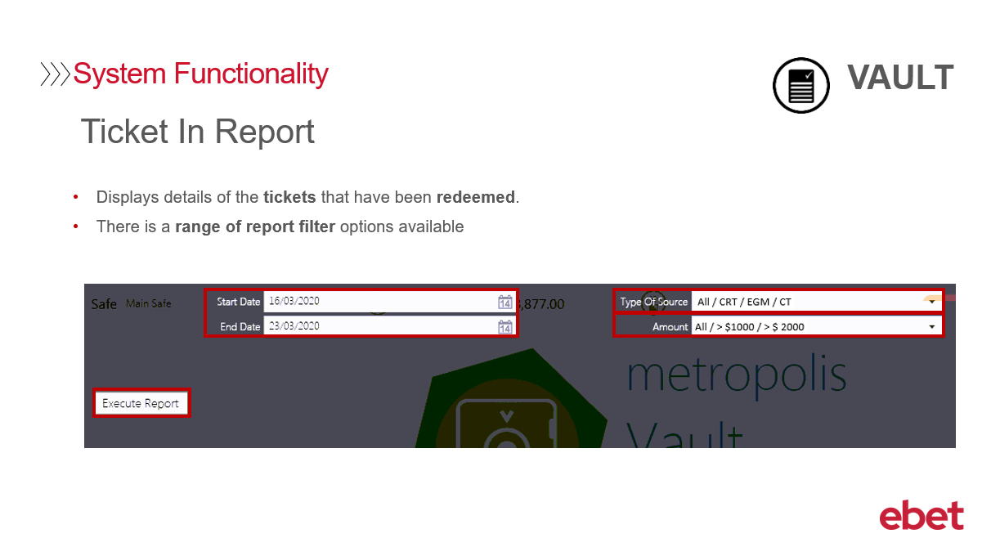 System Functionality
VAULT
Ticket In Report
• Displays details of the tickets that have been redeemed.
• There is a range of report filter options available
Safe Main Safe
Start Date 16/03/2020 14
,877.00
Type Of Source All / CRT / EGM / CT
End Date 23/03/2020 14
Amount All / > $1000 / > $ 2000
metropolis
Execute Report
Vault
ebet